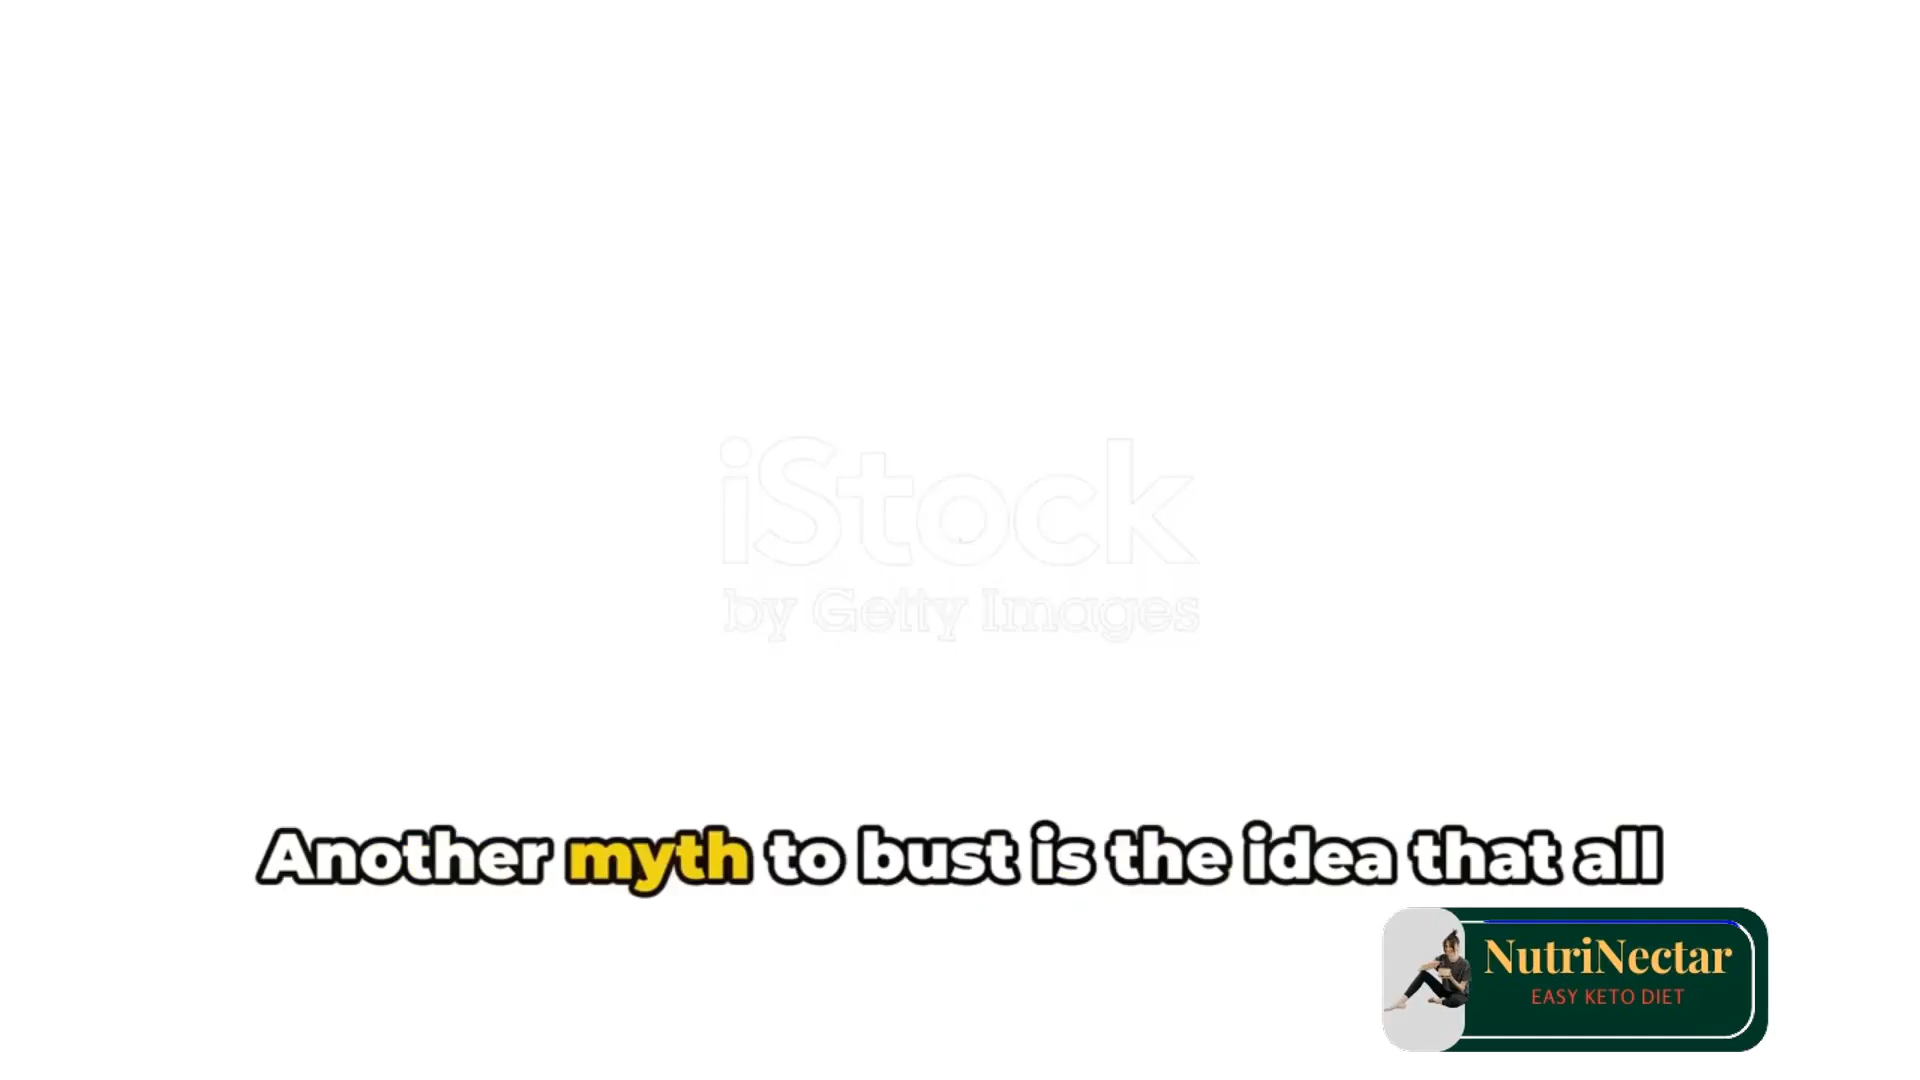 iStock
by Getty Images
Another myth to bust is the idea that all
NutriNectar
EASY KETO DIET